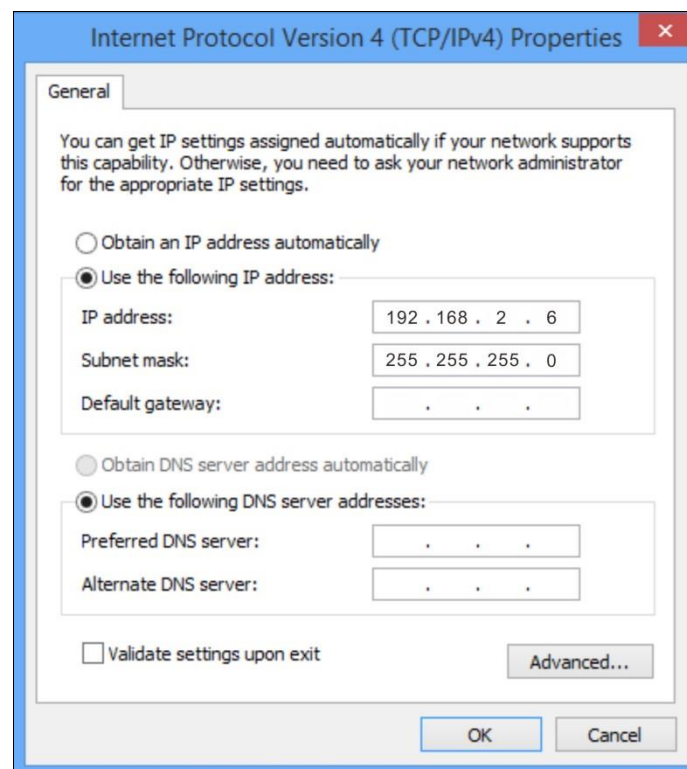 Internet Protocol Version 4 (TCP/IPv4) Properties
General
You can get IP settings assigned automatically if your network supports
this capability. Otherwise, you need to ask your network administrator
for the appropriate IP settings.
Obtain an IP address automatically
Use the following IP address:
IP address: 192 . 168 . 2 . 6
Subnet mask: 255 . 255 . 255 . 0
Default gateway: . . .
Obtain DNS server address automatically
Use the following DNS server addresses:
Preferred DNS server: . . .
Alternate DNS server: . . .
Validate settings upon exit
Advanced...
OK Cancel